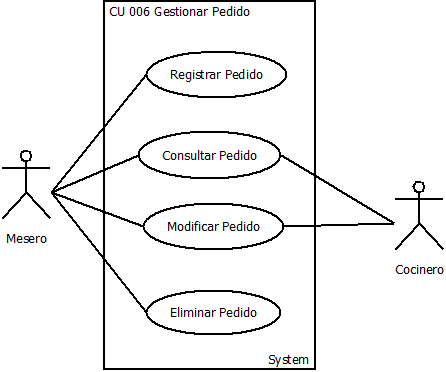 CU 006 Gestionar Pedido
Registrar Pedido
Consultar Pedido
Modificar Pedido
Mesero
Cocinero
Eliminar Pedido
System